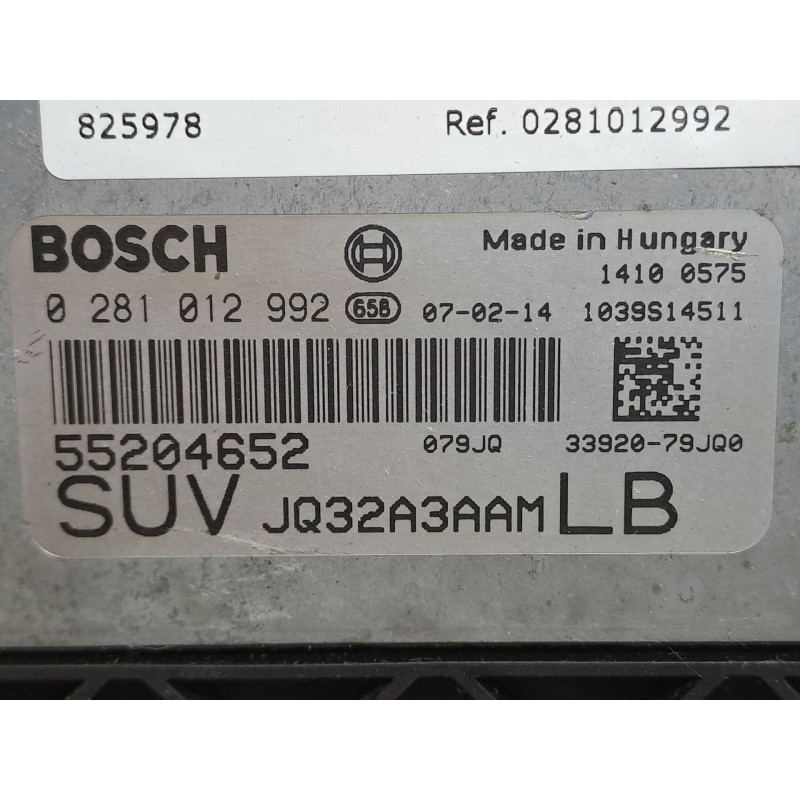 825978 Ref. 0281012992
BOSCH Made in Hungary
1410 0575
0 281 012 992 658 07-02-14 1039S14511
55204652 079JQ 33920-79JQ0
SUV JQ32A3AAM LB